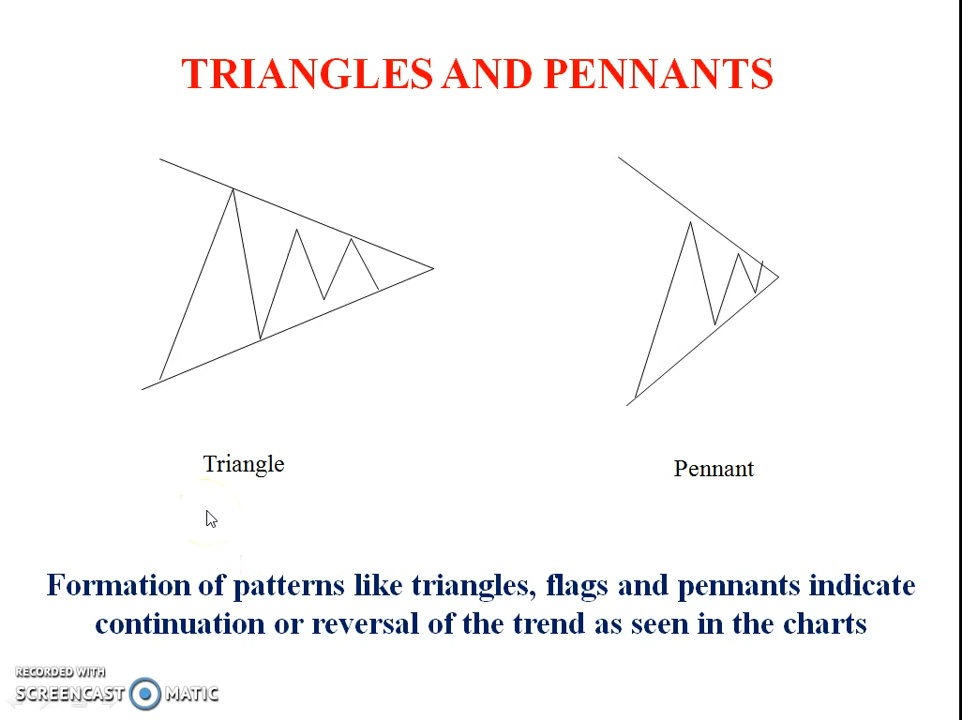 TRIANGLES AND PENNANTS
Triangle
Pennant
Formation of patterns like triangles, flags and pennants indicate
continuation or reversal of the trend as seen in the charts
RECORDED WITH
SCREENCAST MATIC